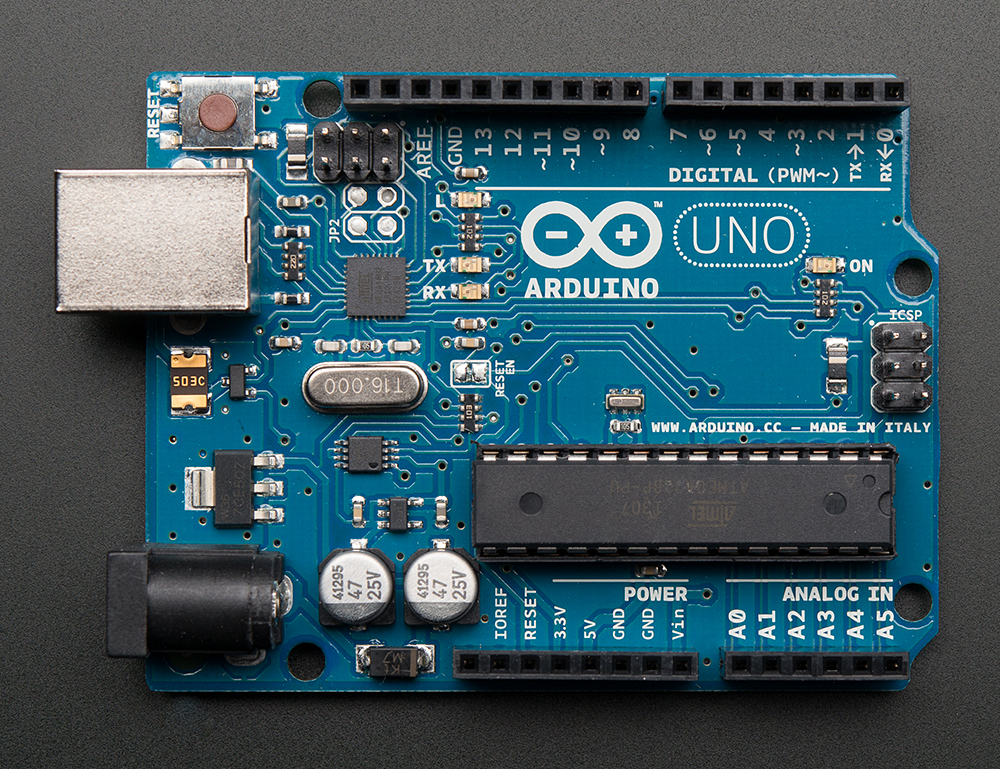 RESET
AREF
GND
13
12
~11
~10
~9
8
7
~6
~5
4
~3
2
TX→1
RX←0
DIGITAL (PWM~)
L
JP2
TM
UNO
TX
RX
ARDUINO
ON
ICSP
T16.000
RESET EN
WWW.ARDUINO.CC — MADE IN ITALY
41295
47
25V
41295
47
25V
M7
POWER
ANALOG IN
IOREF
RESET
3.3V
5V
GND
GND
Vin
A0
A1
A2
A3
A4
A5